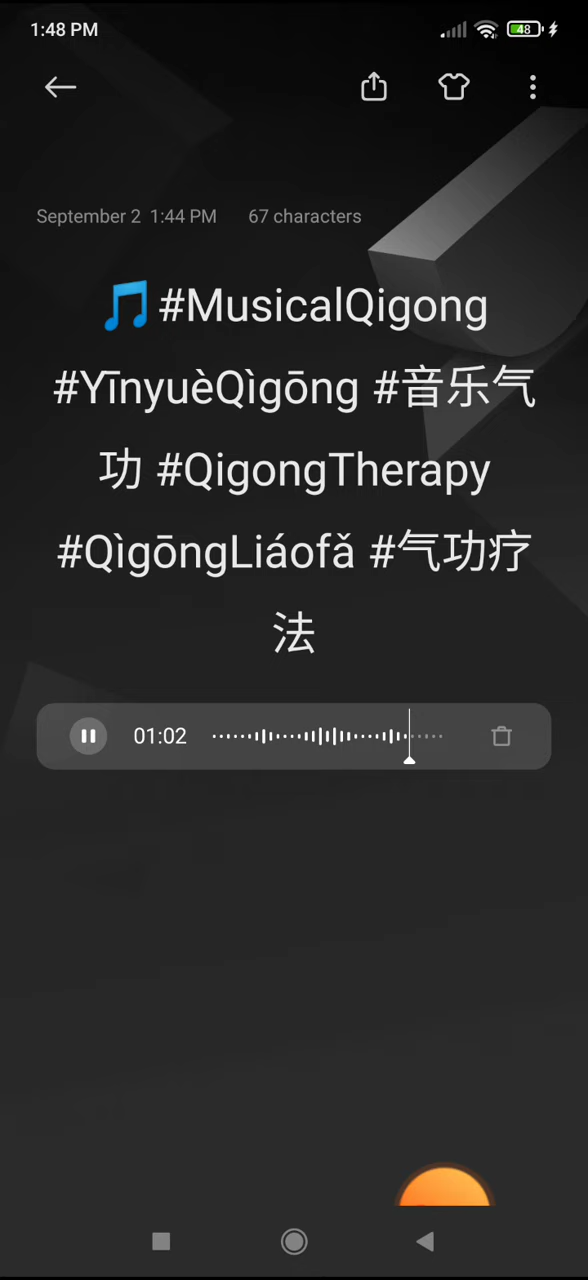 1:48 PM
48
September 2 1:44 PM 67 characters
🎵#MusicalQigong
#YīnyuèQìgōng #音乐气
功 #QigongTherapy
#QìgōngLiáofǎ #气功疗
法
01:02